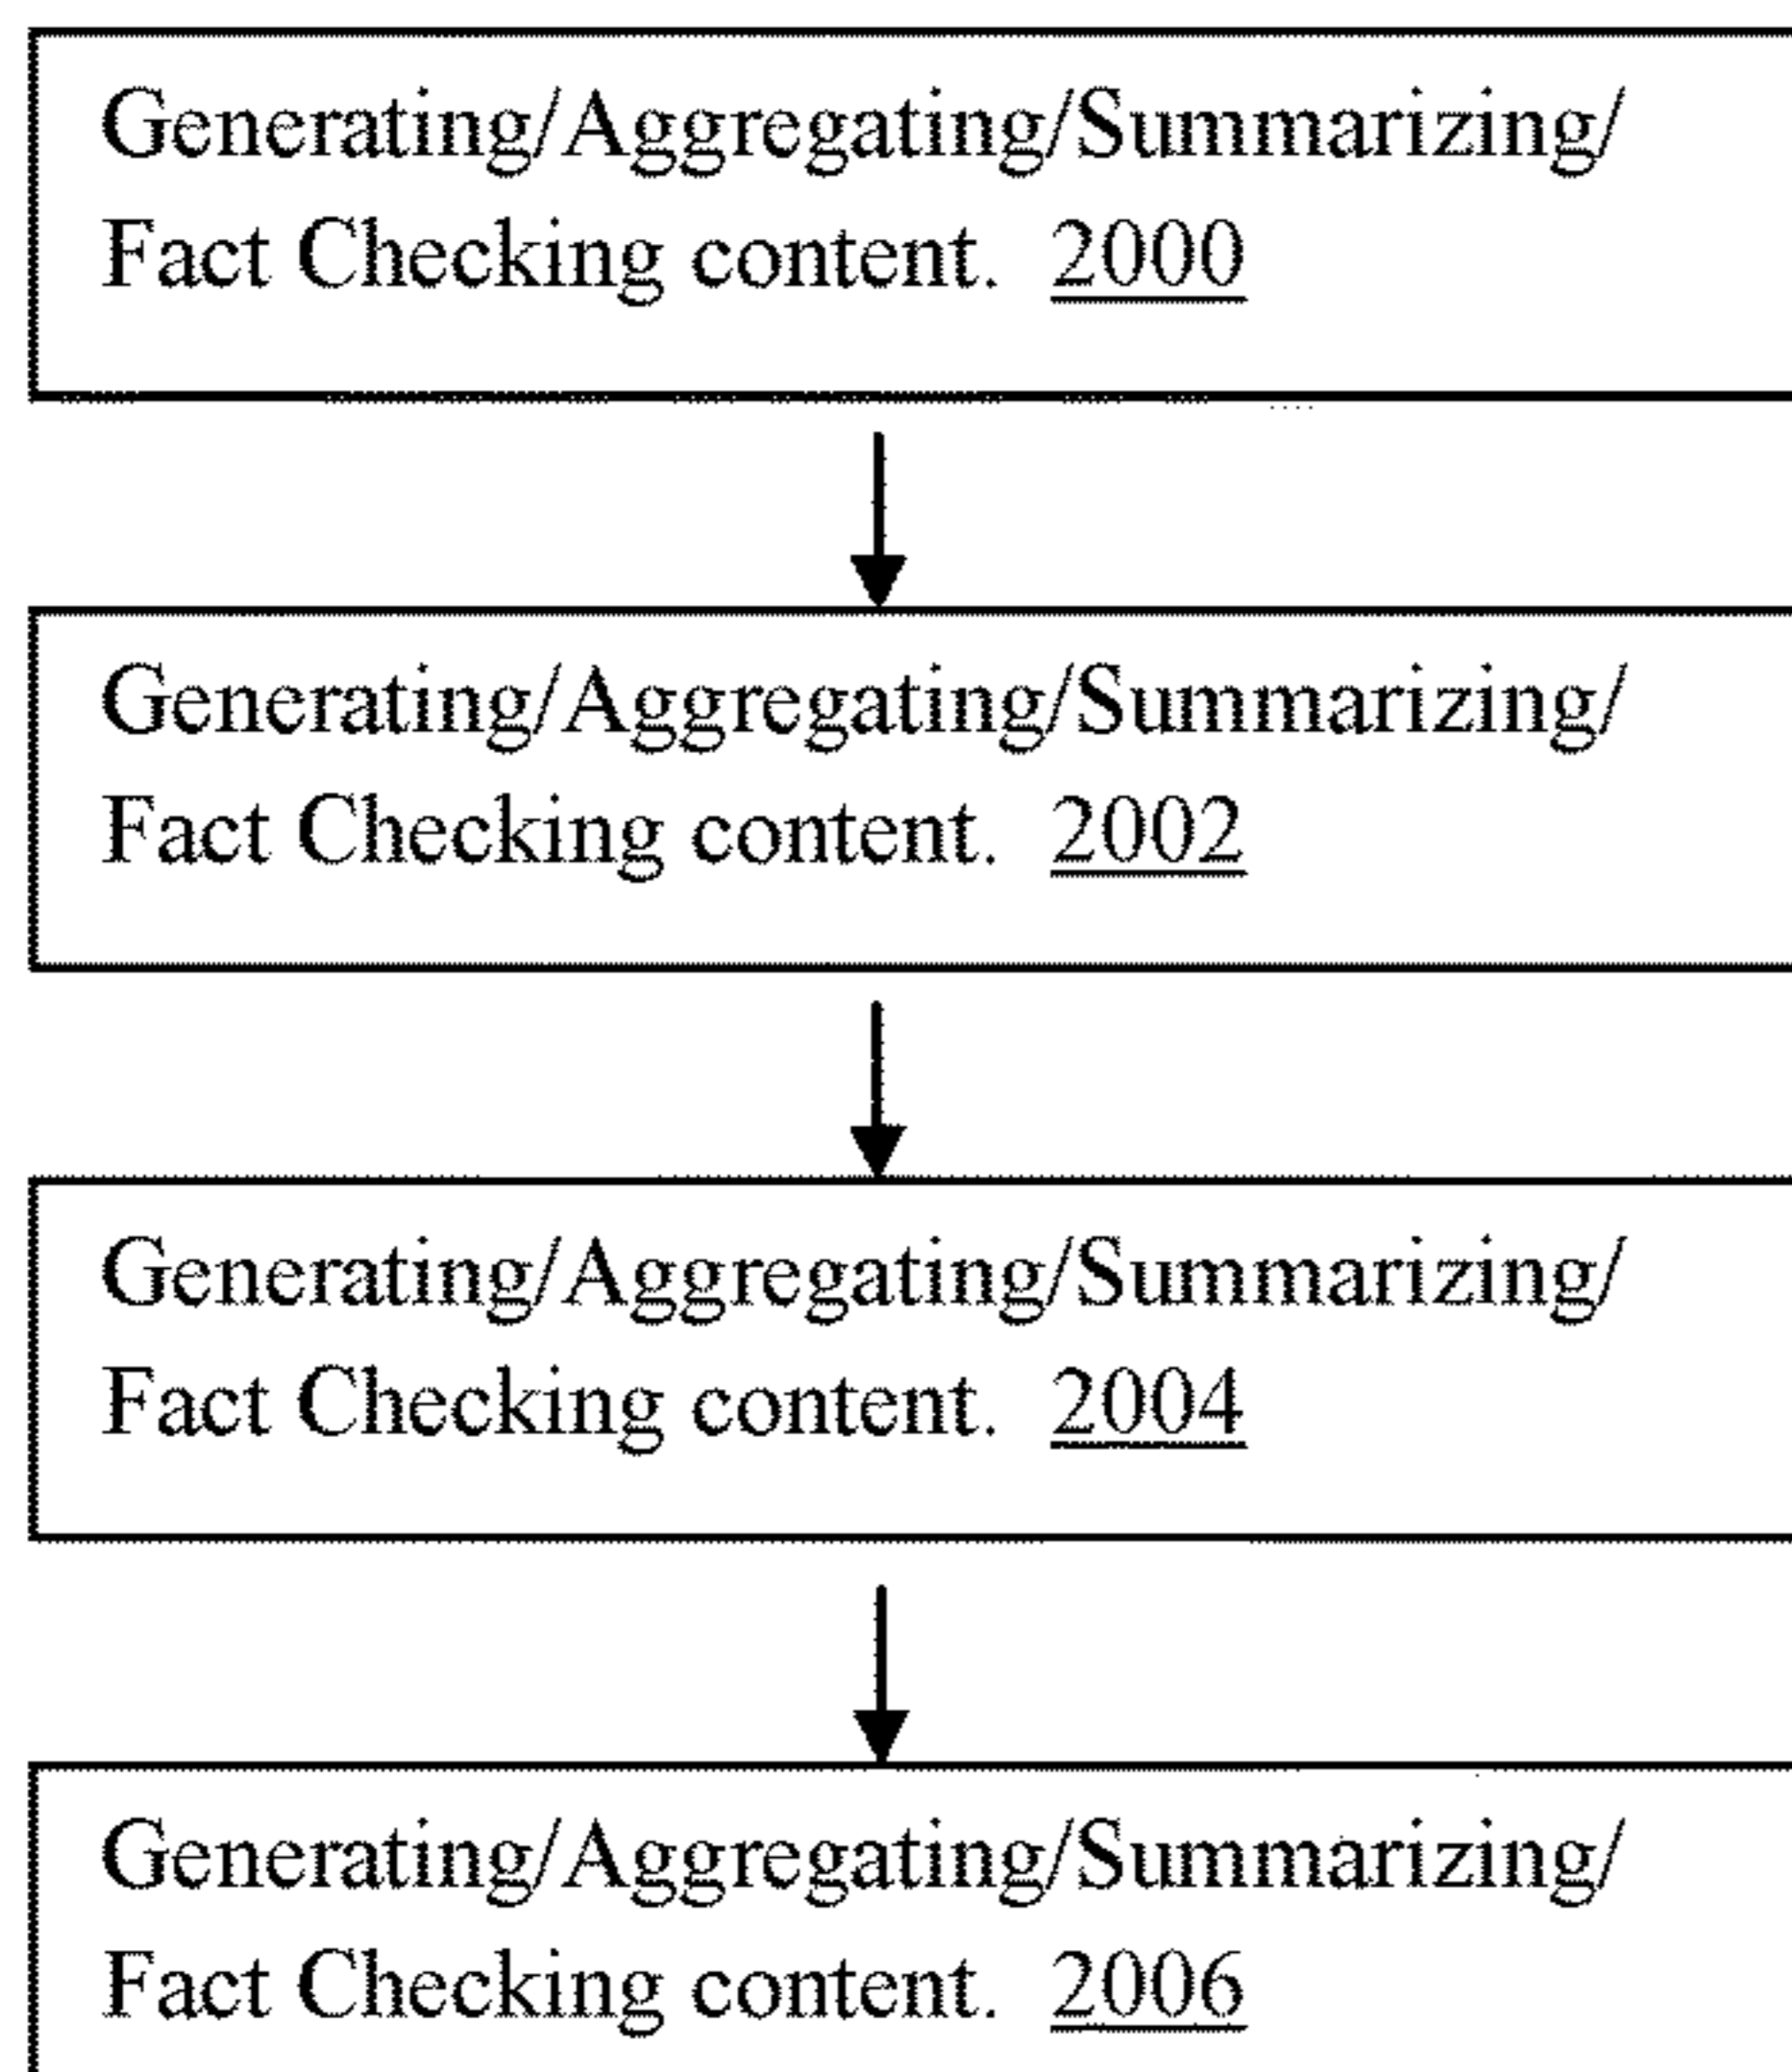 Generating/Aggregating/Summarizing/
Fact Checking content. 2000
Generating/Aggregating/Summarizing/
Fact Checking content. 2002
Generating/Aggregating/Summarizing/
Fact Checking content. 2004
Generating/Aggregating/Summarizing/
Fact Checking content. 2006